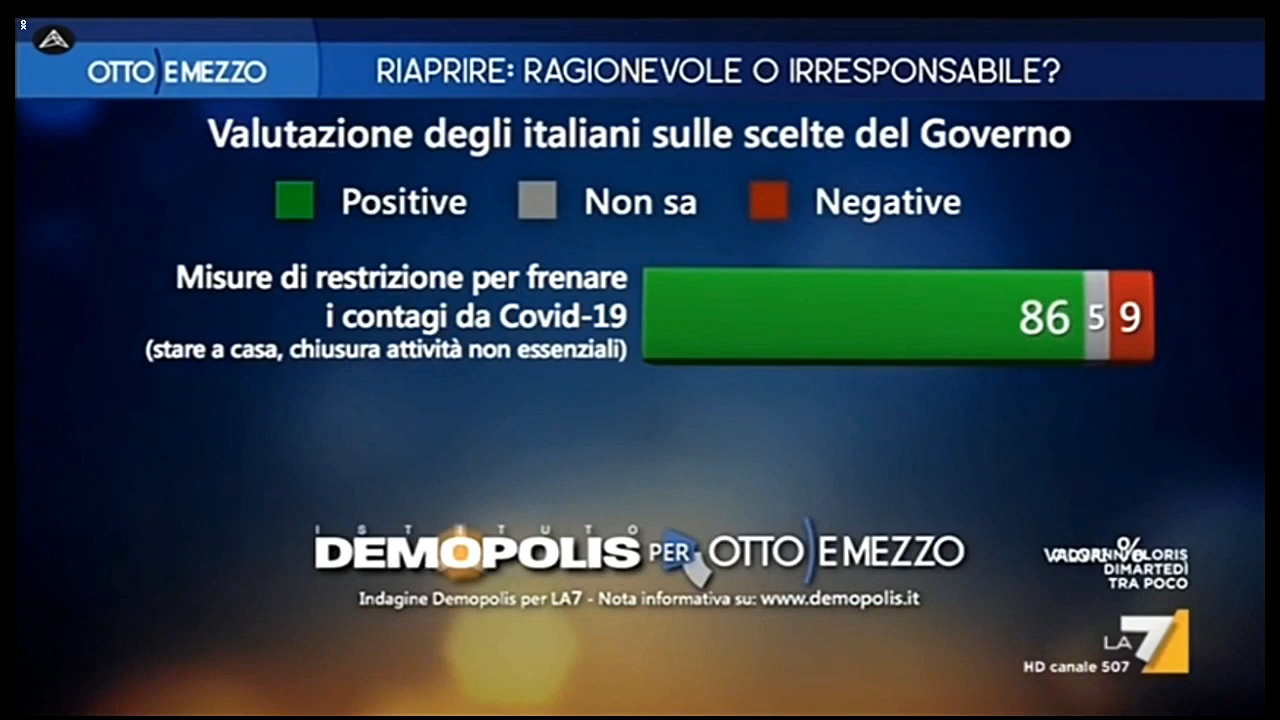 OTTO E MEZZO
RIAPRIRE: RAGIONEVOLE O IRRESPONSABILE?
Valutazione degli italiani sulle scelte del Governo
Positive
Non sa
Negative
Misure di restrizione per frenare
i contagi da Covid-19
(stare a casa, chiusura attività non essenziali)
86 5 9
ISTITUTO
DEMOPOLIS PER OTTO E MEZZO
Indagine Demopolis per LA7 - Nota informativa su: www.demopolis.it
%
DIMARTEDÌ
TRA POCO
LA7
HD canale 507